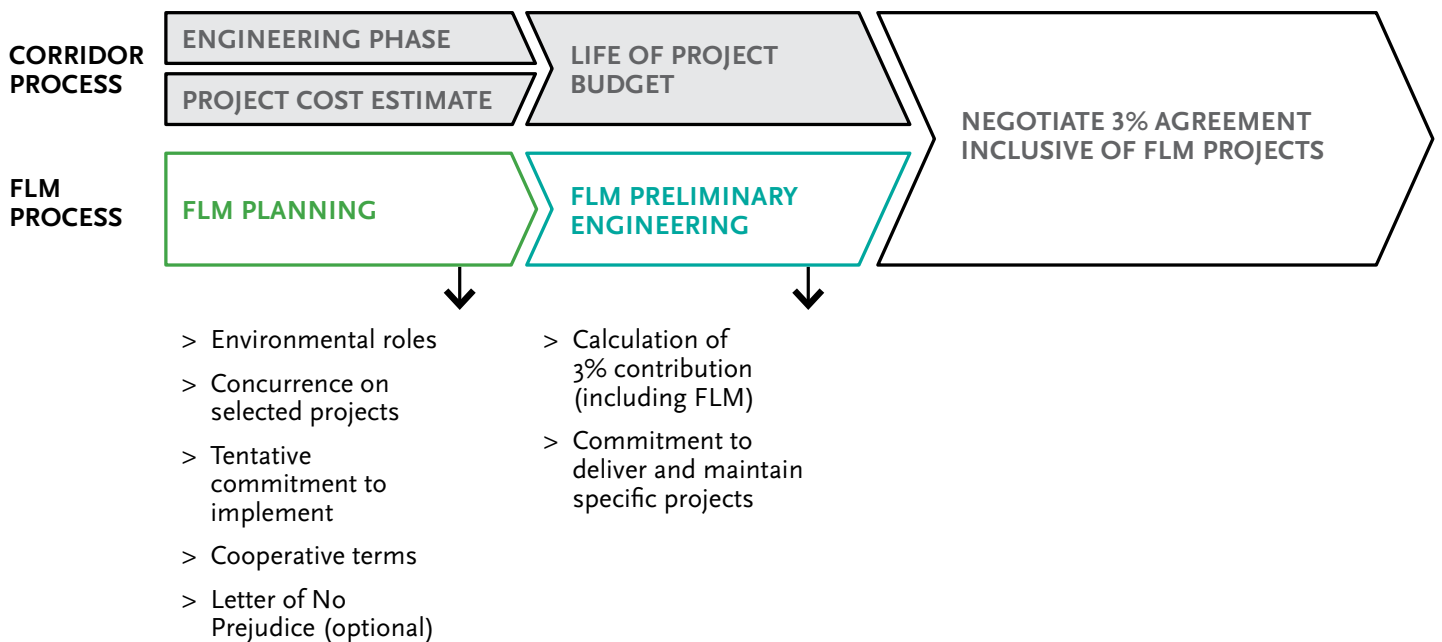 CORRIDOR
PROCESS
ENGINEERING PHASE
PROJECT COST ESTIMATE
LIFE OF PROJECT
BUDGET
NEGOTIATE 3% AGREEMENT
INCLUSIVE OF FLM PROJECTS
FLM
PROCESS
FLM PLANNING
FLM PRELIMINARY
ENGINEERING
> Environmental roles
> Concurrence on
selected projects
> Tentative
commitment to
implement
> Cooperative terms
> Letter of No
Prejudice (optional)
> Calculation of
3% contribution
(including FLM)
> Commitment to
deliver and maintain
specific projects